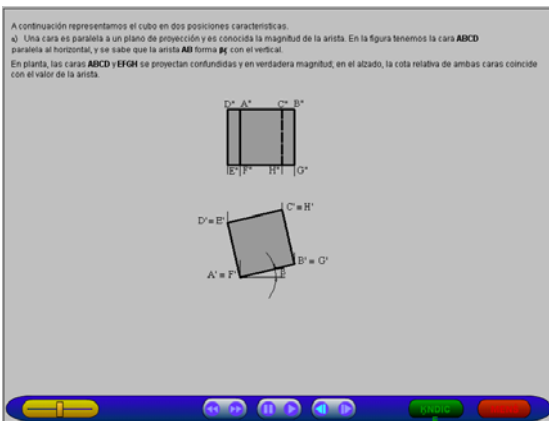 A continuación representamos el cubo en dos posiciones características.
a) Una cara es paralela a un plano de proyección y es conocida la magnitud de la arista. En la figura tenemos la cara ABCD
paralela al horizontal, y se sabe que la arista AB forma βº con el vertical.
En planta, las caras ABCD y EFGH se proyectan confundidas y en verdadera magnitud; en el alzado, la cota relativa de ambas caras coincide
con el valor de la arista.
D" A" C" B"
E" F" H" G"
C'≡H'
D'≡E'
B'≡G'
A'≡F' β